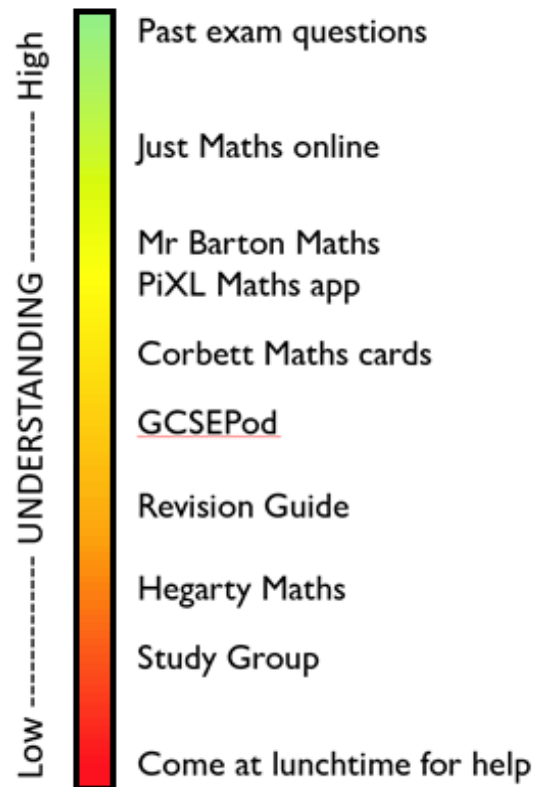 Past exam questions
Just Maths online
Mr Barton Maths
PiXL Maths app
Corbett Maths cards
GCSEPod
Revision Guide
Hegarty Maths
Study Group
Come at lunchtime for help
Low --------------- UNDERSTANDING --------------- High